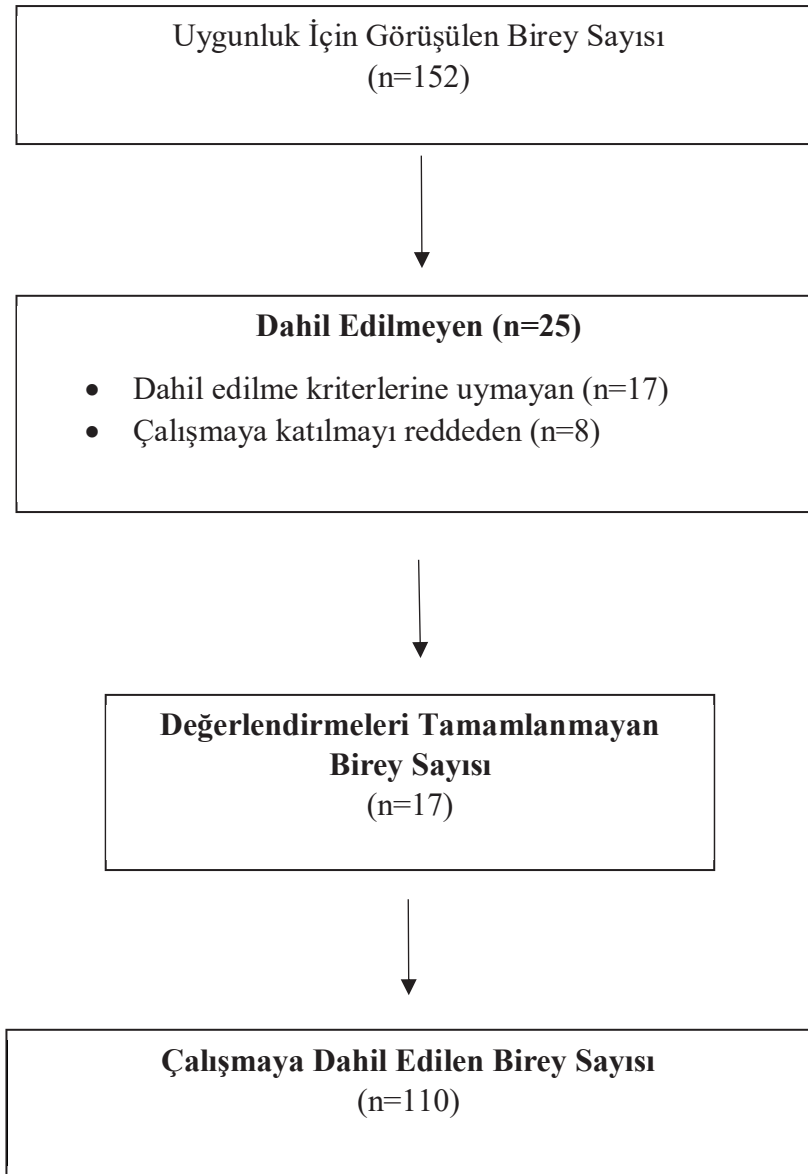 Uygunluk İçin Görüşülen Birey Sayısı
(n=152)
Dahil Edilmeyen (n=25)
• Dahil edilme kriterlerine uymayan (n=17)
• Çalışmaya katılmayı reddeden (n=8)
Değerlendirmeleri Tamamlanmayan
Birey Sayısı
(n=17)
Çalışmaya Dahil Edilen Birey Sayısı
(n=110)